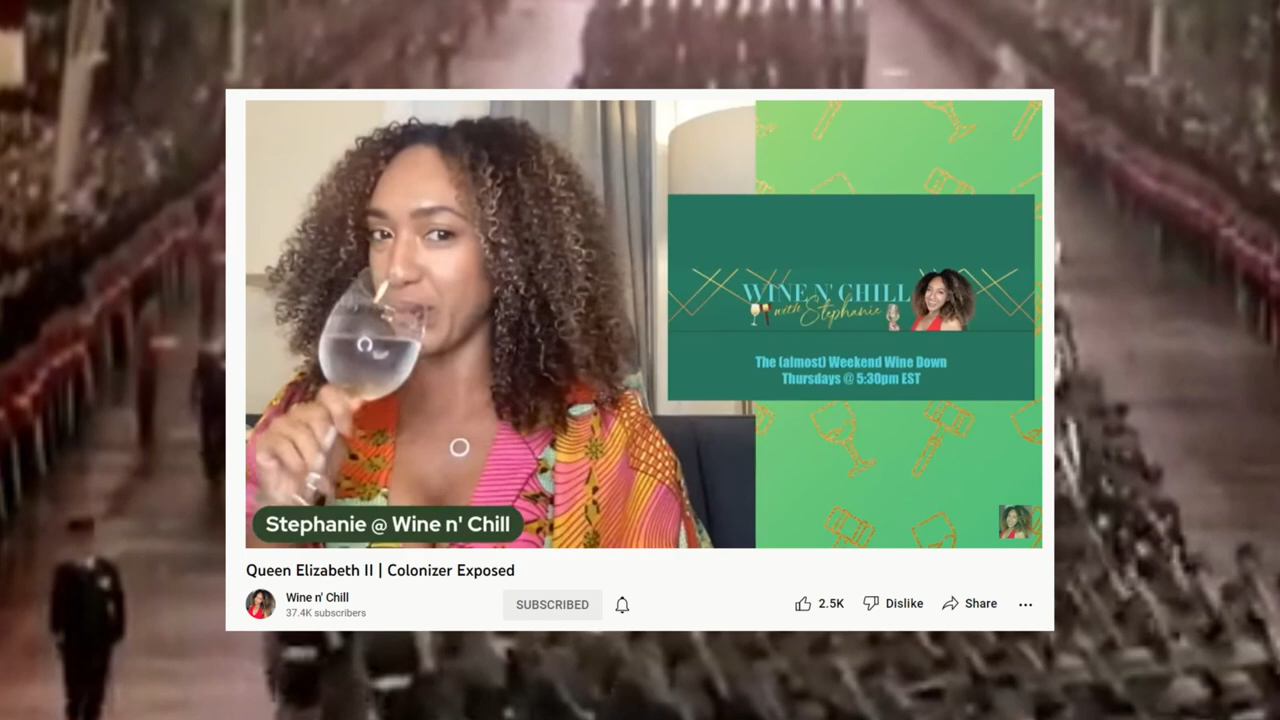 WINE N' CHILL
with Stephanie
The (almost) Weekend Wine Down
Thursdays @ 5:30pm EST
Stephanie @ Wine n' Chill
Queen Elizabeth II | Colonizer Exposed
Wine n' Chill
37.4K subscribers
SUBSCRIBED
2.5K
Dislike
Share